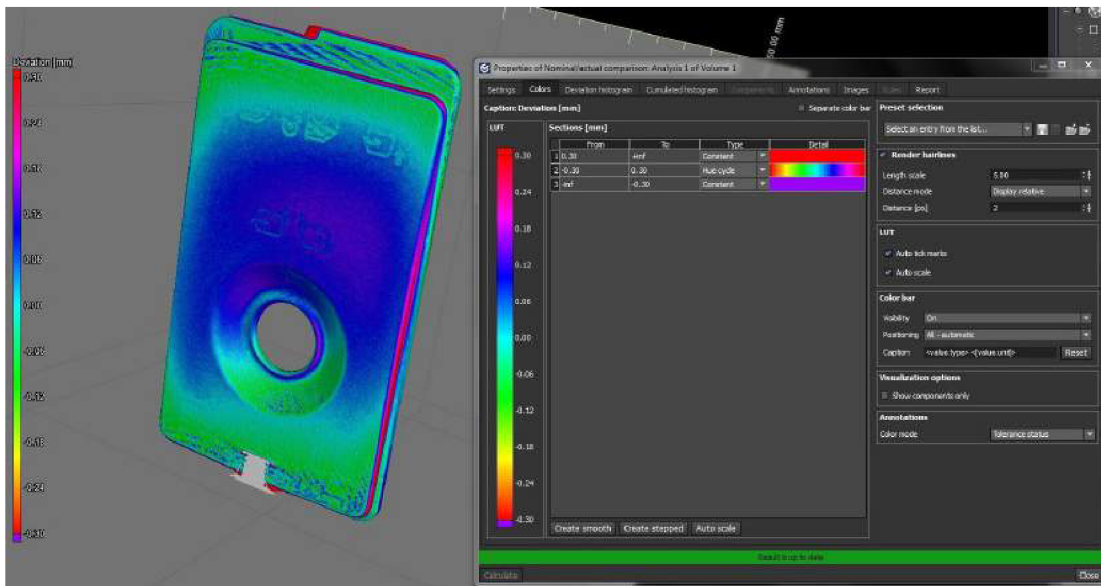 50.00 mm
Deviation [mm]
0.30
0.24
0.12
0.06
0.00
-0.06
-0.12
-0.18
-0.24
-0.30
Properties of Nominal/actual comparison: Analysis 1 of Volume 1
Settings Colors Deviation histogram Cumulated histogram Components Annotations Images Report
Caption: Deviation [mm]
Separate color bar
LUT
0.30
0.24
0.18
0.12
0.06
0.00
-0.06
-0.12
-0.18
-0.24
-0.30
Sections [mm]
From To Type Detail
1 0.30 +inf Constant
2 -0.30 0.30 Hue cycle
3 -inf -0.30 Constant
Create smooth Create stepped Auto scale
Preset selection
Select an entry from the list...
Render hairlines
Length scale 5.00
Distance mode Display relative
Distance [px] 2
LUT
Auto tick marks
Auto scale
Color bar
Visibility On
Positioning All - automatic
Caption <value.type> <[value.unit]> Reset
Visualization options
Show components only
Annotations
Color mode Tolerance status
Result is up to date
Calculate Close